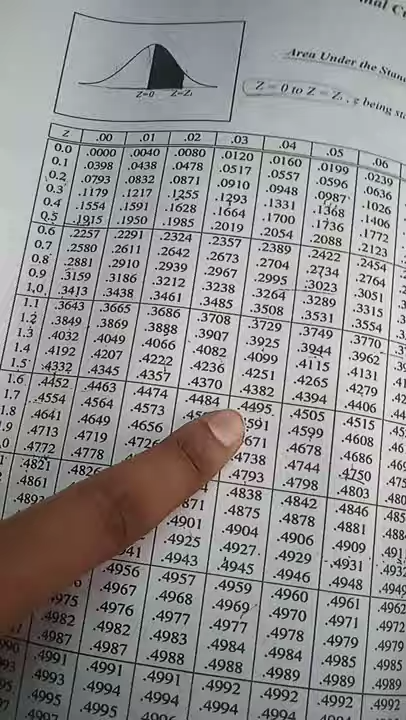 Area Under the
Z=0 Z=Z₁
Z = 0 to Z = Z₁, z being
Z .00 .01 .02 .03 .04 .05 .06
0.0 .0000 .0040 .0080 .0120 .0160 .0199 .0239
0.1 .0398 .0438 .0478 .0517 .0557 .0596 .0636
0.2 .0793 .0832 .0871 .0910 .0948 .0987 .1026
0.3 .1179 .1217 .1255 .1293 .1331 .1368 .1406
0.4 .1554 .1591 .1628 .1664 .1700 .1736 .1772
0.5 .1915 .1950 .1985 .2019 .2054 .2088 .2123
0.6 .2257 .2291 .2324 .2357 .2389 .2422 .2454
0.7 .2580 .2611 .2642 .2673 .2704 .2734 .2764
0.8 .2881 .2910 .2939 .2967 .2995 .3023 .3051
0.9 .3159 .3186 .3212 .3238 .3264 .3289 .3315
1.0 .3413 .3438 .3461 .3485 .3508 .3531 .3554
1.1 .3643 .3665 .3686 .3708 .3729 .3749 .3770
1.2 .3849 .3869 .3888 .3907 .3925 .3944 .3962
1.3 .4032 .4049 .4066 .4082 .4099 .4115 .4131
1.4 .4192 .4207 .4222 .4236 .4251 .4265 .4279
1.5 .4332 .4345 .4357 .4370 .4382 .4394 .4406
1.6 .4452 .4463 .4474 .4484 .4495 .4505 .4515
1.7 .4554 .4564 .4573 .4599 .4608
1.8 .4641 .4649 .4656 .4678 .4686
1.9 .4713 .4719 .4726 .4738 .4744 .4750
.4772 .4778 .4793 .4798 .4803
.4821 .4826 .4838 .4842 .4846
.4861 .4875 .4878 .4881
.4901 .4904 .4906 .4909
.4925 .4927 .4929 .4931
.4943 .4945 .4946 .4948
.4956 .4957 .4959 .4960 .4961 .4962
.4967 .4968 .4969 .4970 .4971 .4972
.4975 .4976 .4977 .4977 .4978 .4979 .4979
.4982 .4982 .4983 .4984 .4984 .4985 .4985
.4987 .4987 .4988 .4988 .4989 .4989 .4989
.4991 .4991 .4991 .4992 .4992 .4992
.4993 .4994 .4994 .4994
.4995 .4995